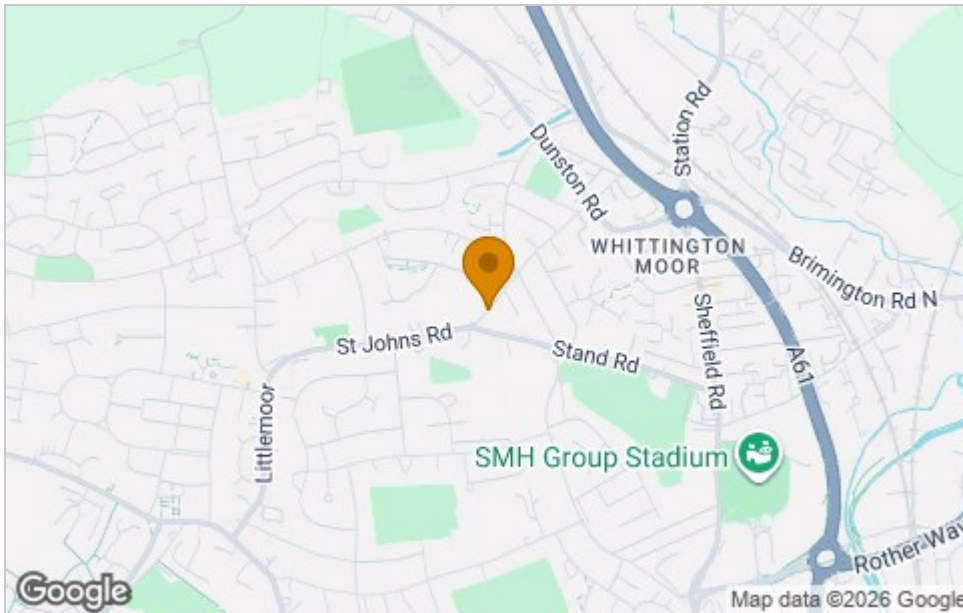 Station Rd
Dunston Rd
WHITTINGTON
MOOR
Brimington Rd N
Sheffield Rd
St Johns Rd
Stand Rd
A61
Littlemoor
SMH Group Stadium
Rother Way
Google
Map data ©2026 Google